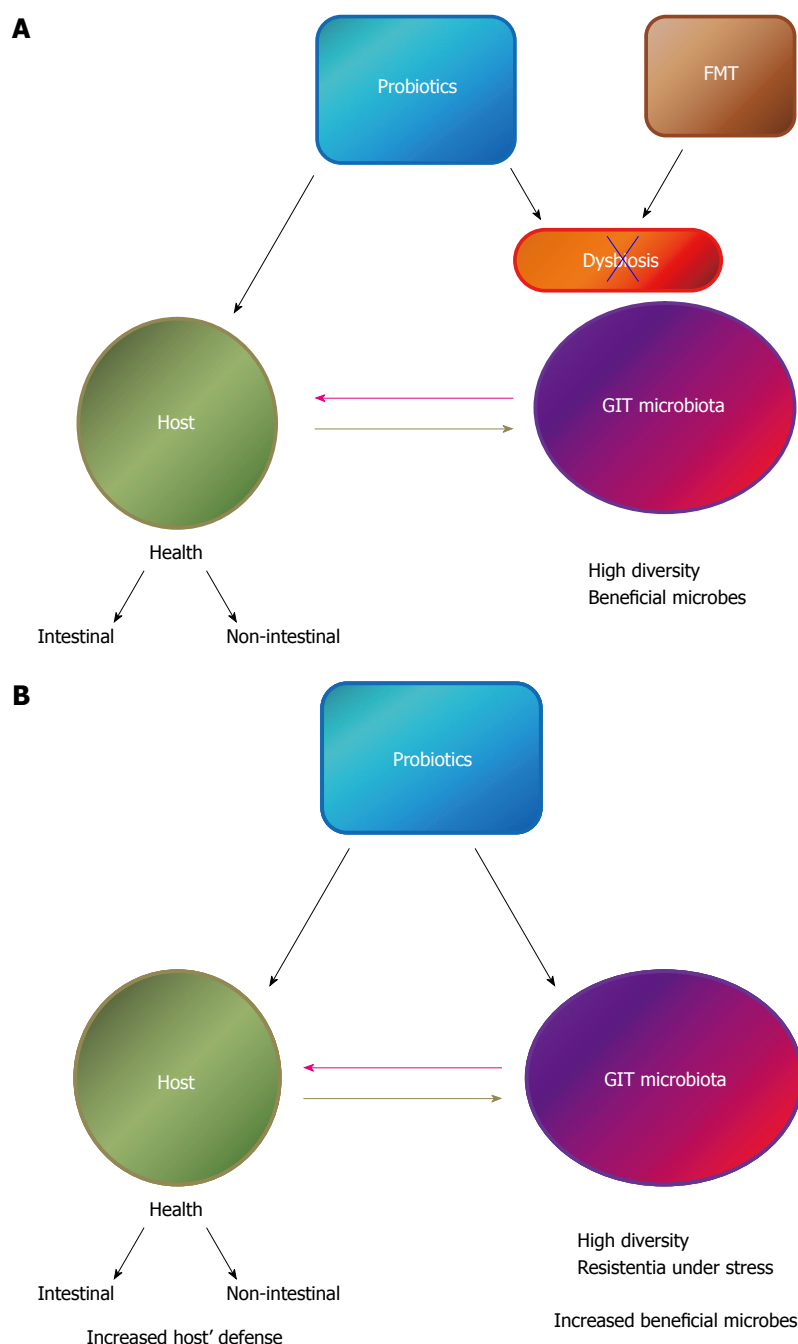 A
Probiotics
FMT
Dysbiosis
Host
GIT microbiota
Health
High diversity
Beneficial microbes
Intestinal
Non-intestinal
B
Probiotics
Host
GIT microbiota
Health
High diversity
Resistentia under stress
Intestinal
Non-intestinal
Increased beneficial microbes
Increased host' defense